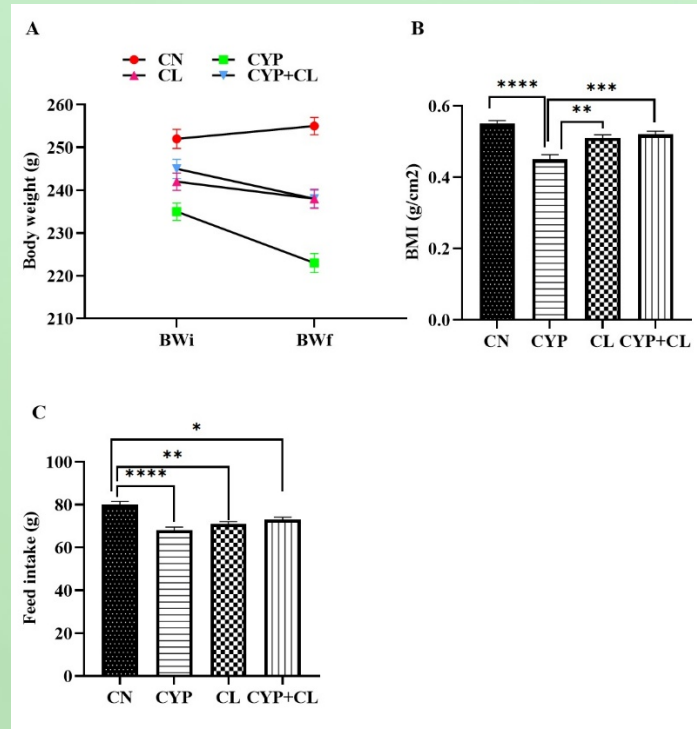 A
CN CYP
CL CYP+CL
Body weight (g)
260
250
240
230
220
210
BWi BWf
B
**** ***
**
BMI (g/cm2)
0.6
0.4
0.2
0.0
CN CYP CL CYP+CL
C
*
**
****
Feed intake (g)
100
80
60
40
20
0
CN CYP CL CYP+CL